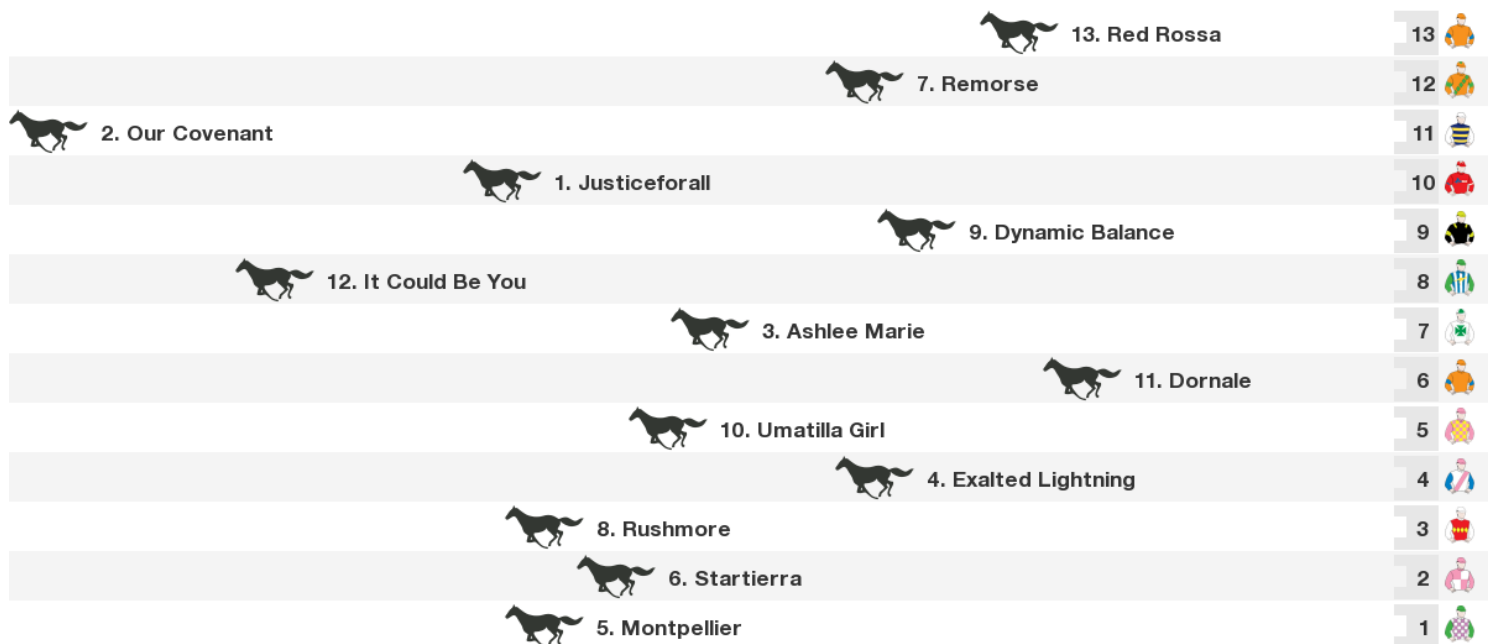 13. Red Rossa 13
7. Remorse 12
2. Our Covenant 11
1. Justiceforall 10
9. Dynamic Balance 9
12. It Could Be You 8
3. Ashlee Marie 7
11. Dornale 6
10. Umatilla Girl 5
4. Exalted Lightning 4
8. Rushmore 3
6. Startierra 2
5. Montpellier 1